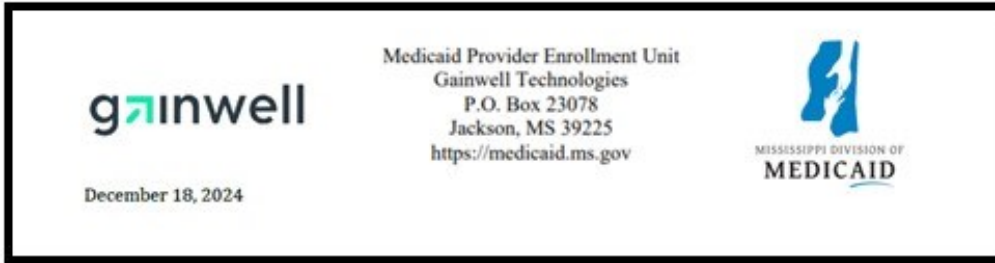 gainwell
Medicaid Provider Enrollment Unit
Gainwell Technologies
P.O. Box 23078
Jackson, MS 39225
https://medicaid.ms.gov
MISSISSIPPI DIVISION OF
MEDICAID
December 18, 2024